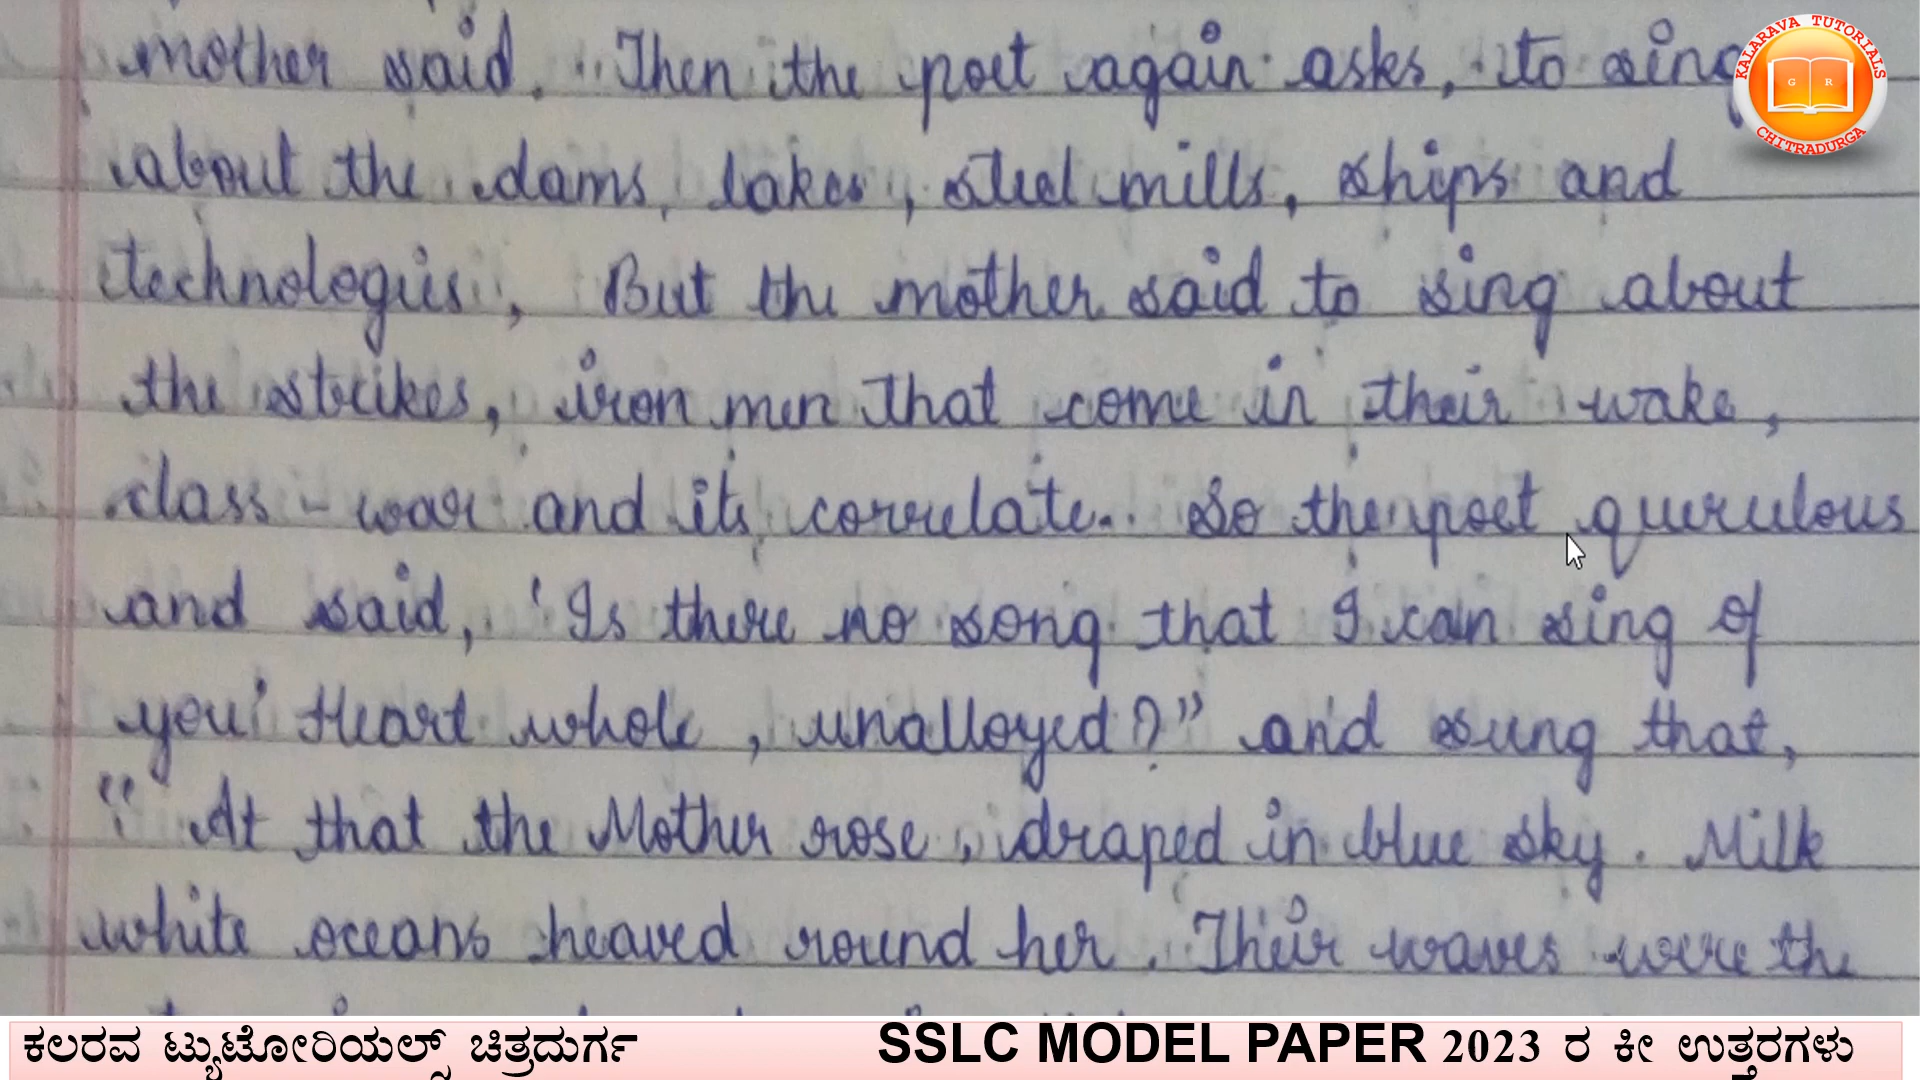 mother said. Then the poet again asks, to sing
about the dams, lakes, steel mills, ships and
technologies, But the mother said to sing about
the strikes, iron men that come in their wake,
class - war and its correlate. So the poet querulous
and said, 'Is there no song that I can sing of
you' Heart whole, unalloyed?" and sung that,
"At that the Mother rose, draped in blue sky. Milk
white oceans heaved round her. Their waves were the
KALARAVA TUTORIALS
G R
CHITRADURGA
ಕಲರವ ಟ್ಯುಟೋರಿಯಲ್ಸ್ ಚಿತ್ರದುರ್ಗ
SSLC MODEL PAPER 2023 ರ ಕೀ ಉತ್ತರಗಳು